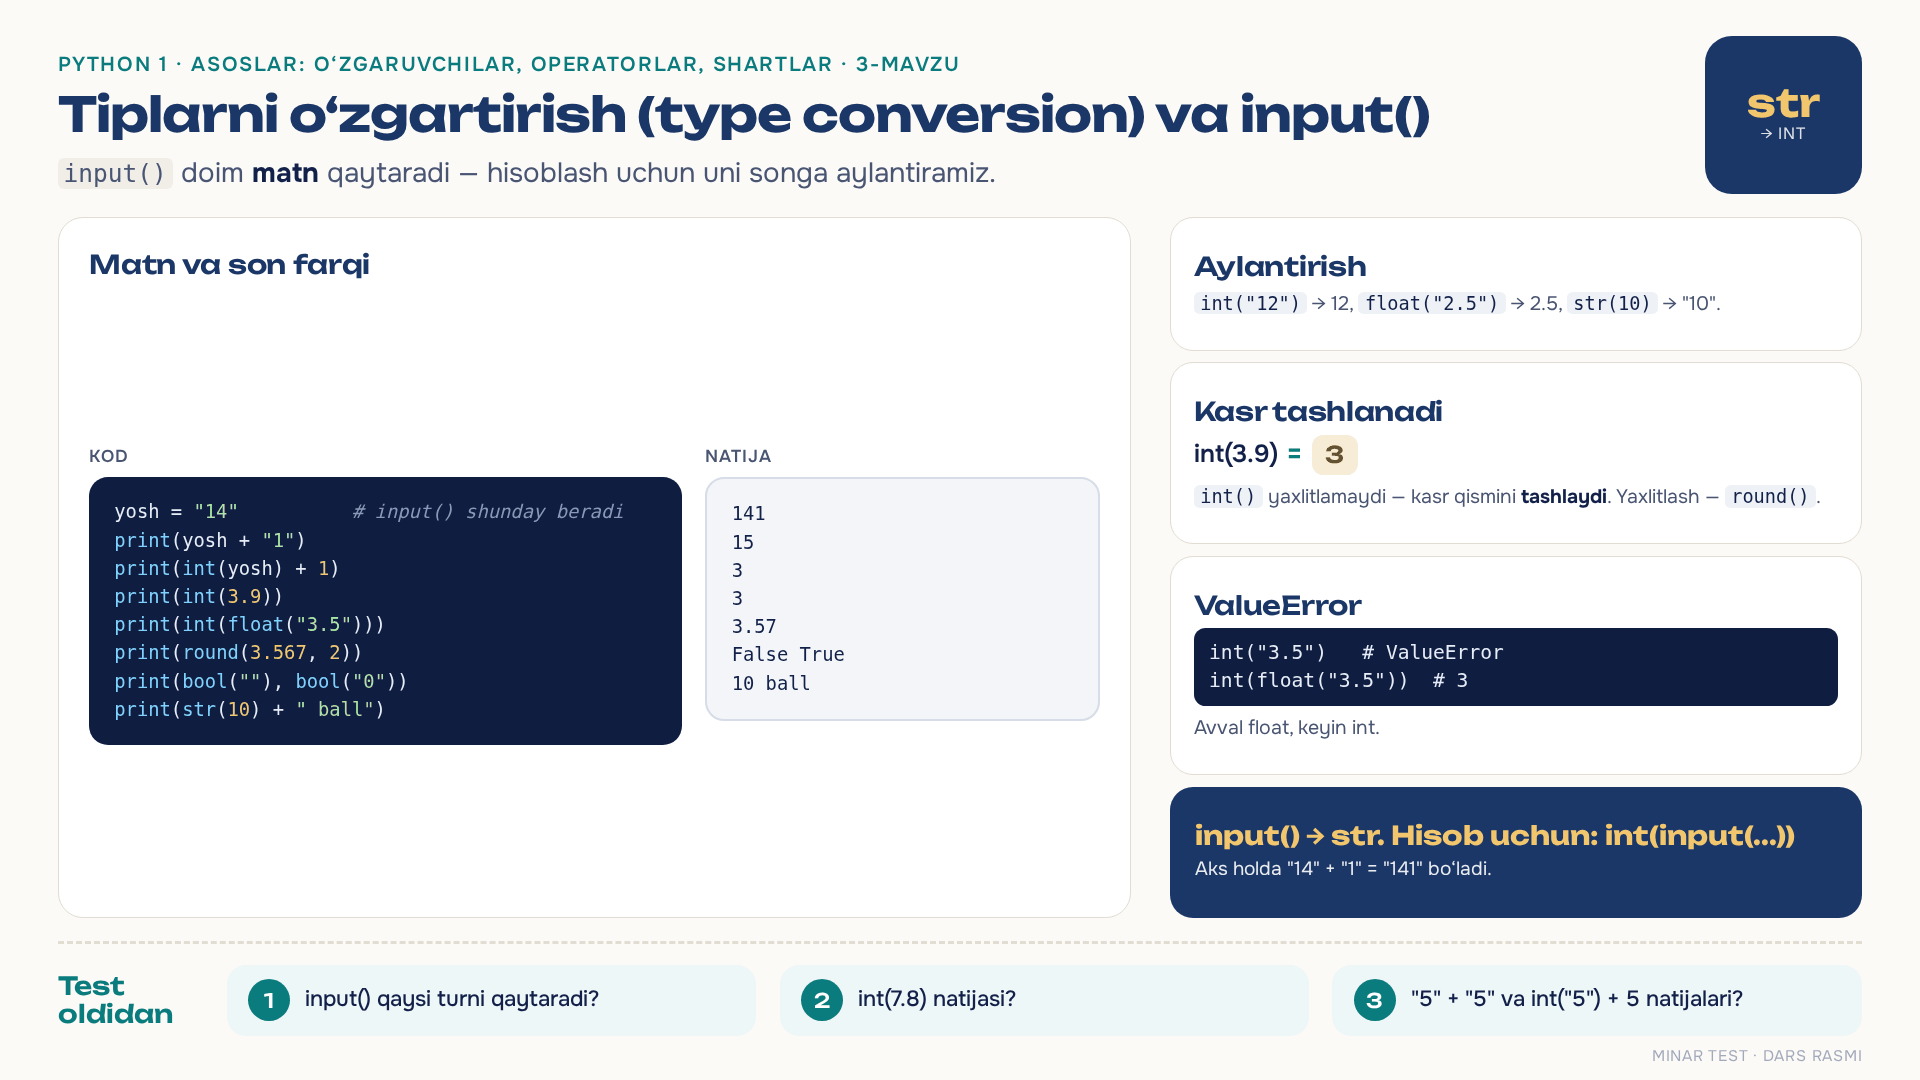 PYTHON 1 · ASOSLAR: O‘ZGARUVCHILAR, OPERATORLAR, SHARTLAR · 3-MAVZU
Tiplarni o‘zgartirish (type conversion) va input()
input() doim matn qaytaradi — hisoblash uchun uni songa aylantiramiz.
str
→ INT
Matn va son farqi
KOD
yosh = "14"          # input() shunday beradi
print(yosh + "1")
print(int(yosh) + 1)
print(int(3.9))
print(int(float("3.5")))
print(round(3.567, 2))
print(bool(""), bool("0"))
print(str(10) + " ball")
NATIJA
141
15
3
3
3.57
False True
10 ball
Aylantirish
int("12") → 12, float("2.5") → 2.5, str(10) → "10".
Kasr tashlanadi
int(3.9) = 3
int() yaxlitlamaydi — kasr qismini tashlaydi. Yaxlitlash — round().
ValueError
int("3.5")   # ValueError
int(float("3.5"))  # 3
Avval float, keyin int.
input() → str. Hisob uchun: int(input(...))
Aks holda "14" + "1" = "141" bo‘ladi.
Test
oldidan
1 input() qaysi turni qaytaradi?
2 int(7.8) natijasi?
3 "5" + "5" va int("5") + 5 natijalari?
MINAR TEST · DARS RASMI